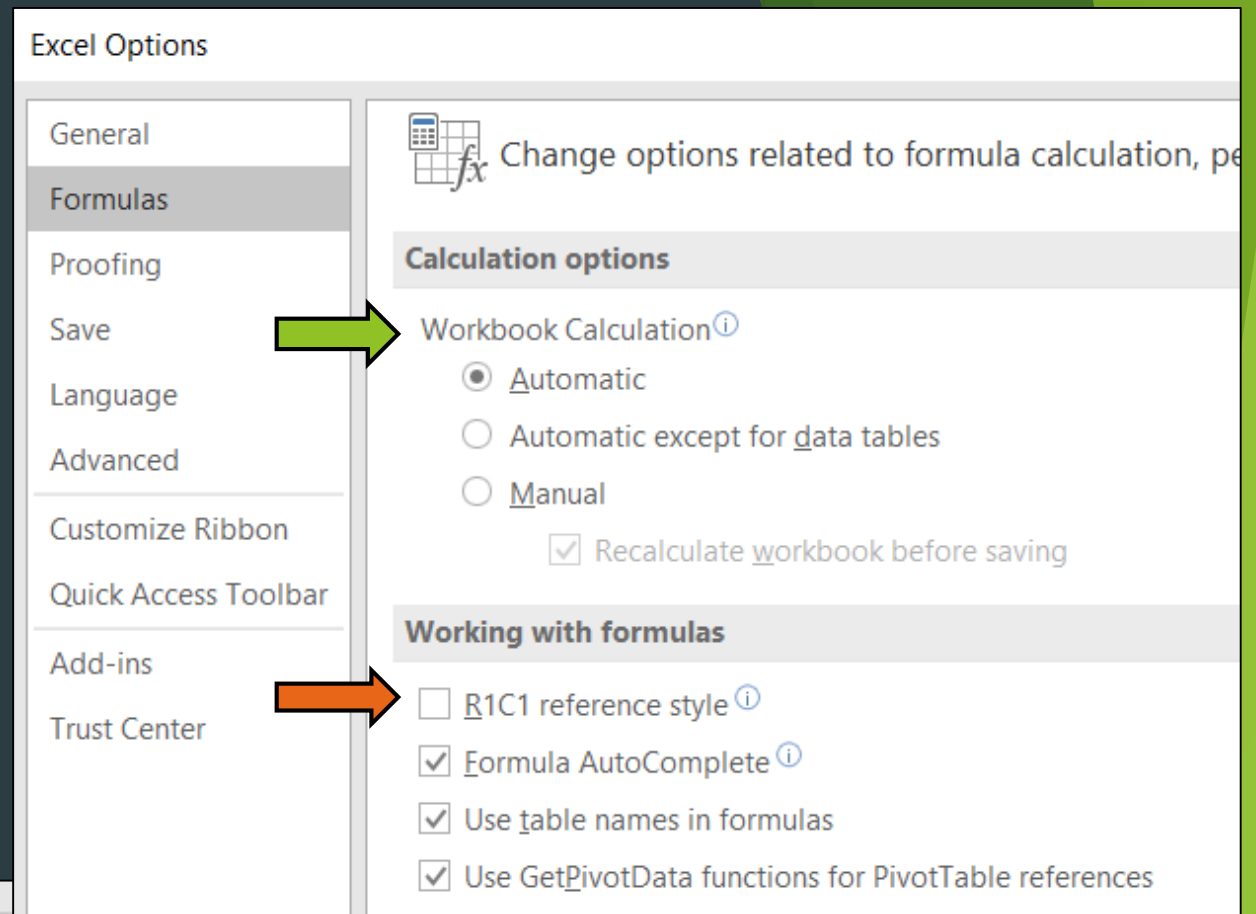 Excel Options
General
Formulas
Proofing
Save
Language
Advanced
Customize Ribbon
Quick Access Toolbar
Add-ins
Trust Center
fx Change options related to formula calculation, pe
Calculation options
Workbook Calculation
Automatic
Automatic except for data tables
Manual
Recalculate workbook before saving
Working with formulas
R1C1 reference style
Formula AutoComplete
Use table names in formulas
Use GetPivotData functions for PivotTable references